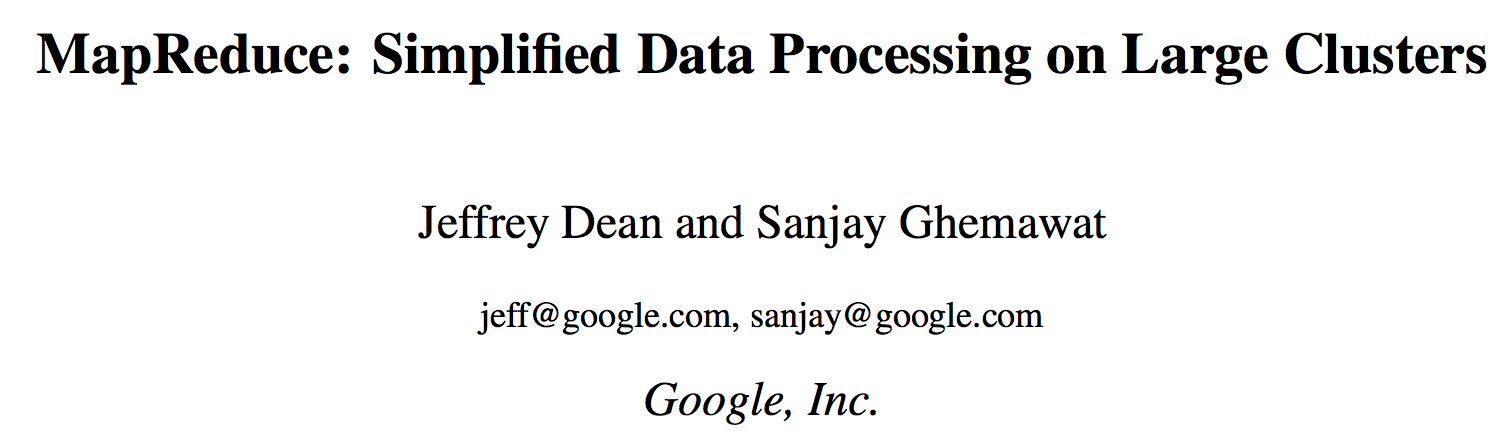 MapReduce: Simplified Data Processing on Large Clusters
Jeffrey Dean and Sanjay Ghemawat
jeff@google.com, sanjay@google.com
Google, Inc.